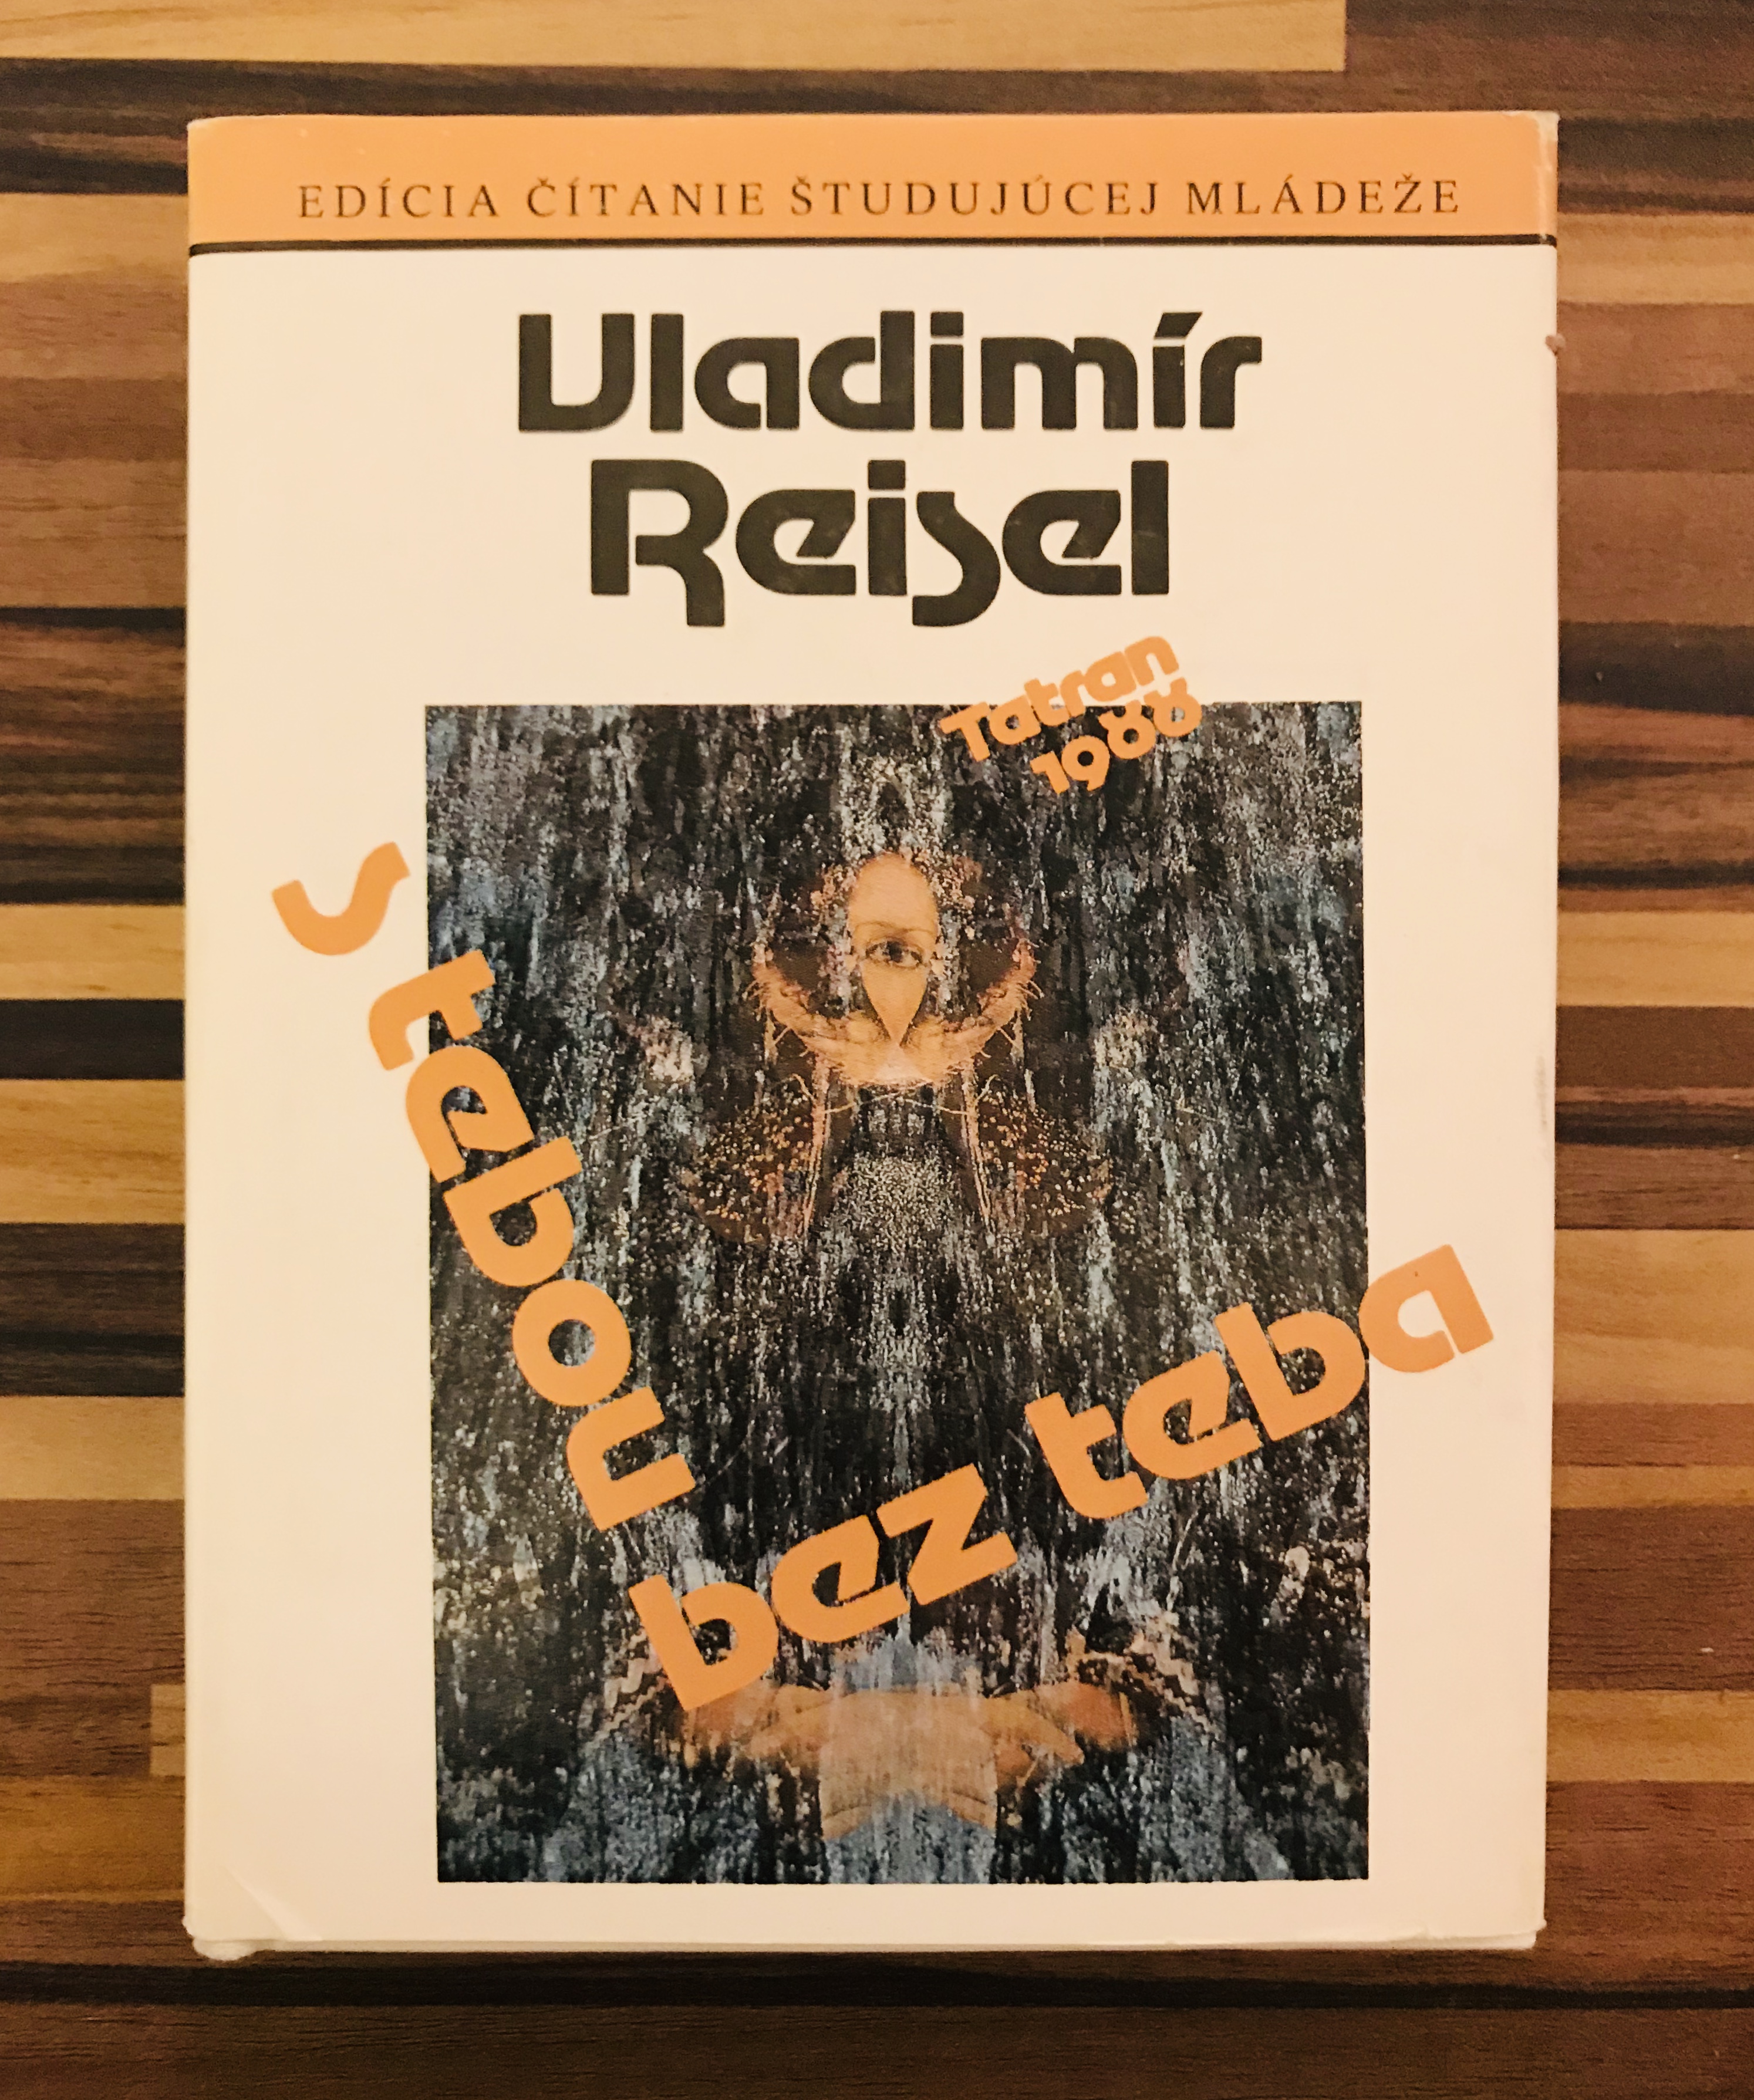 EDÍCIA ČÍTANIE ŠTUDUJÚCEJ MLÁDEŽE
Vladimír
Reisel
Tatran
1988
s tebou
bez teba